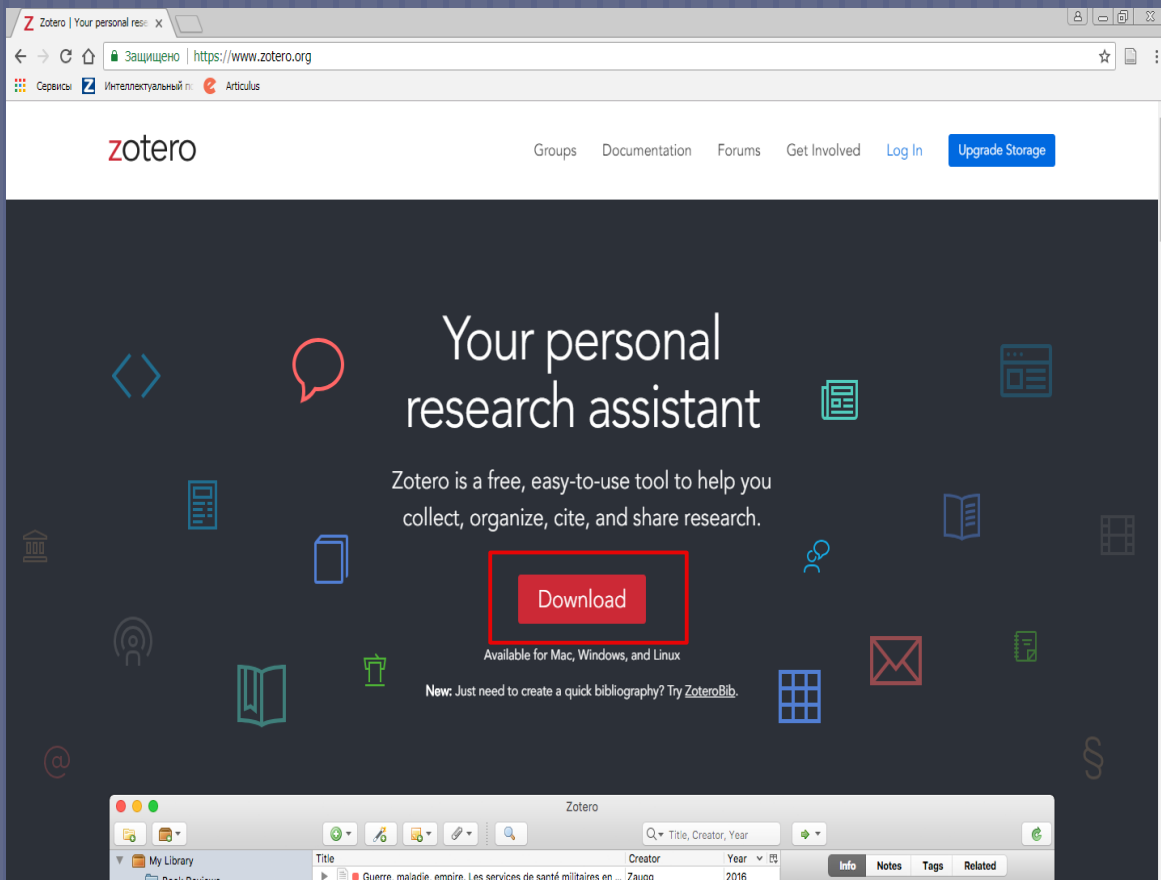 Zotero | Your personal rese
Защищено | https://www.zotero.org
Сервисы Интеллектуальный по Articulus
zotero Groups Documentation Forums Get Involved Log In Upgrade Storage
Your personal
research assistant
Zotero is a free, easy-to-use tool to help you
collect, organize, cite, and share research.
Download
Available for Mac, Windows, and Linux
New: Just need to create a quick bibliography? Try ZoteroBib.
Zotero
Title, Creator, Year
My Library Title Creator Year Info Notes Tags Related
Book Reviews Guerre, maladie, empire. Les services de santé militaires en ... Zaugg 2016